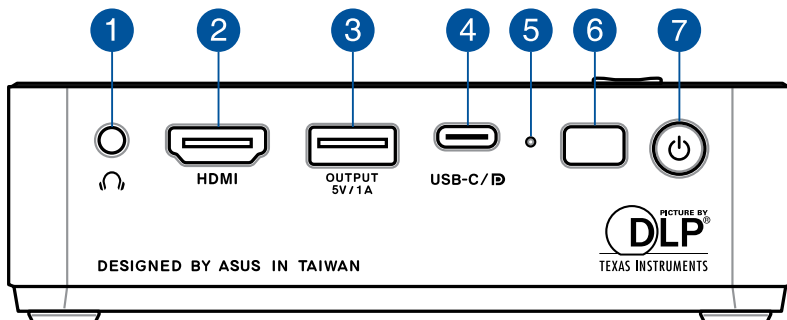 1 2 3 4 5 6 7
HDMI
OUTPUT
5V/1A
USB-C/D
PICTURE BY
DLP®
TEXAS INSTRUMENTS
DESIGNED BY ASUS IN TAIWAN